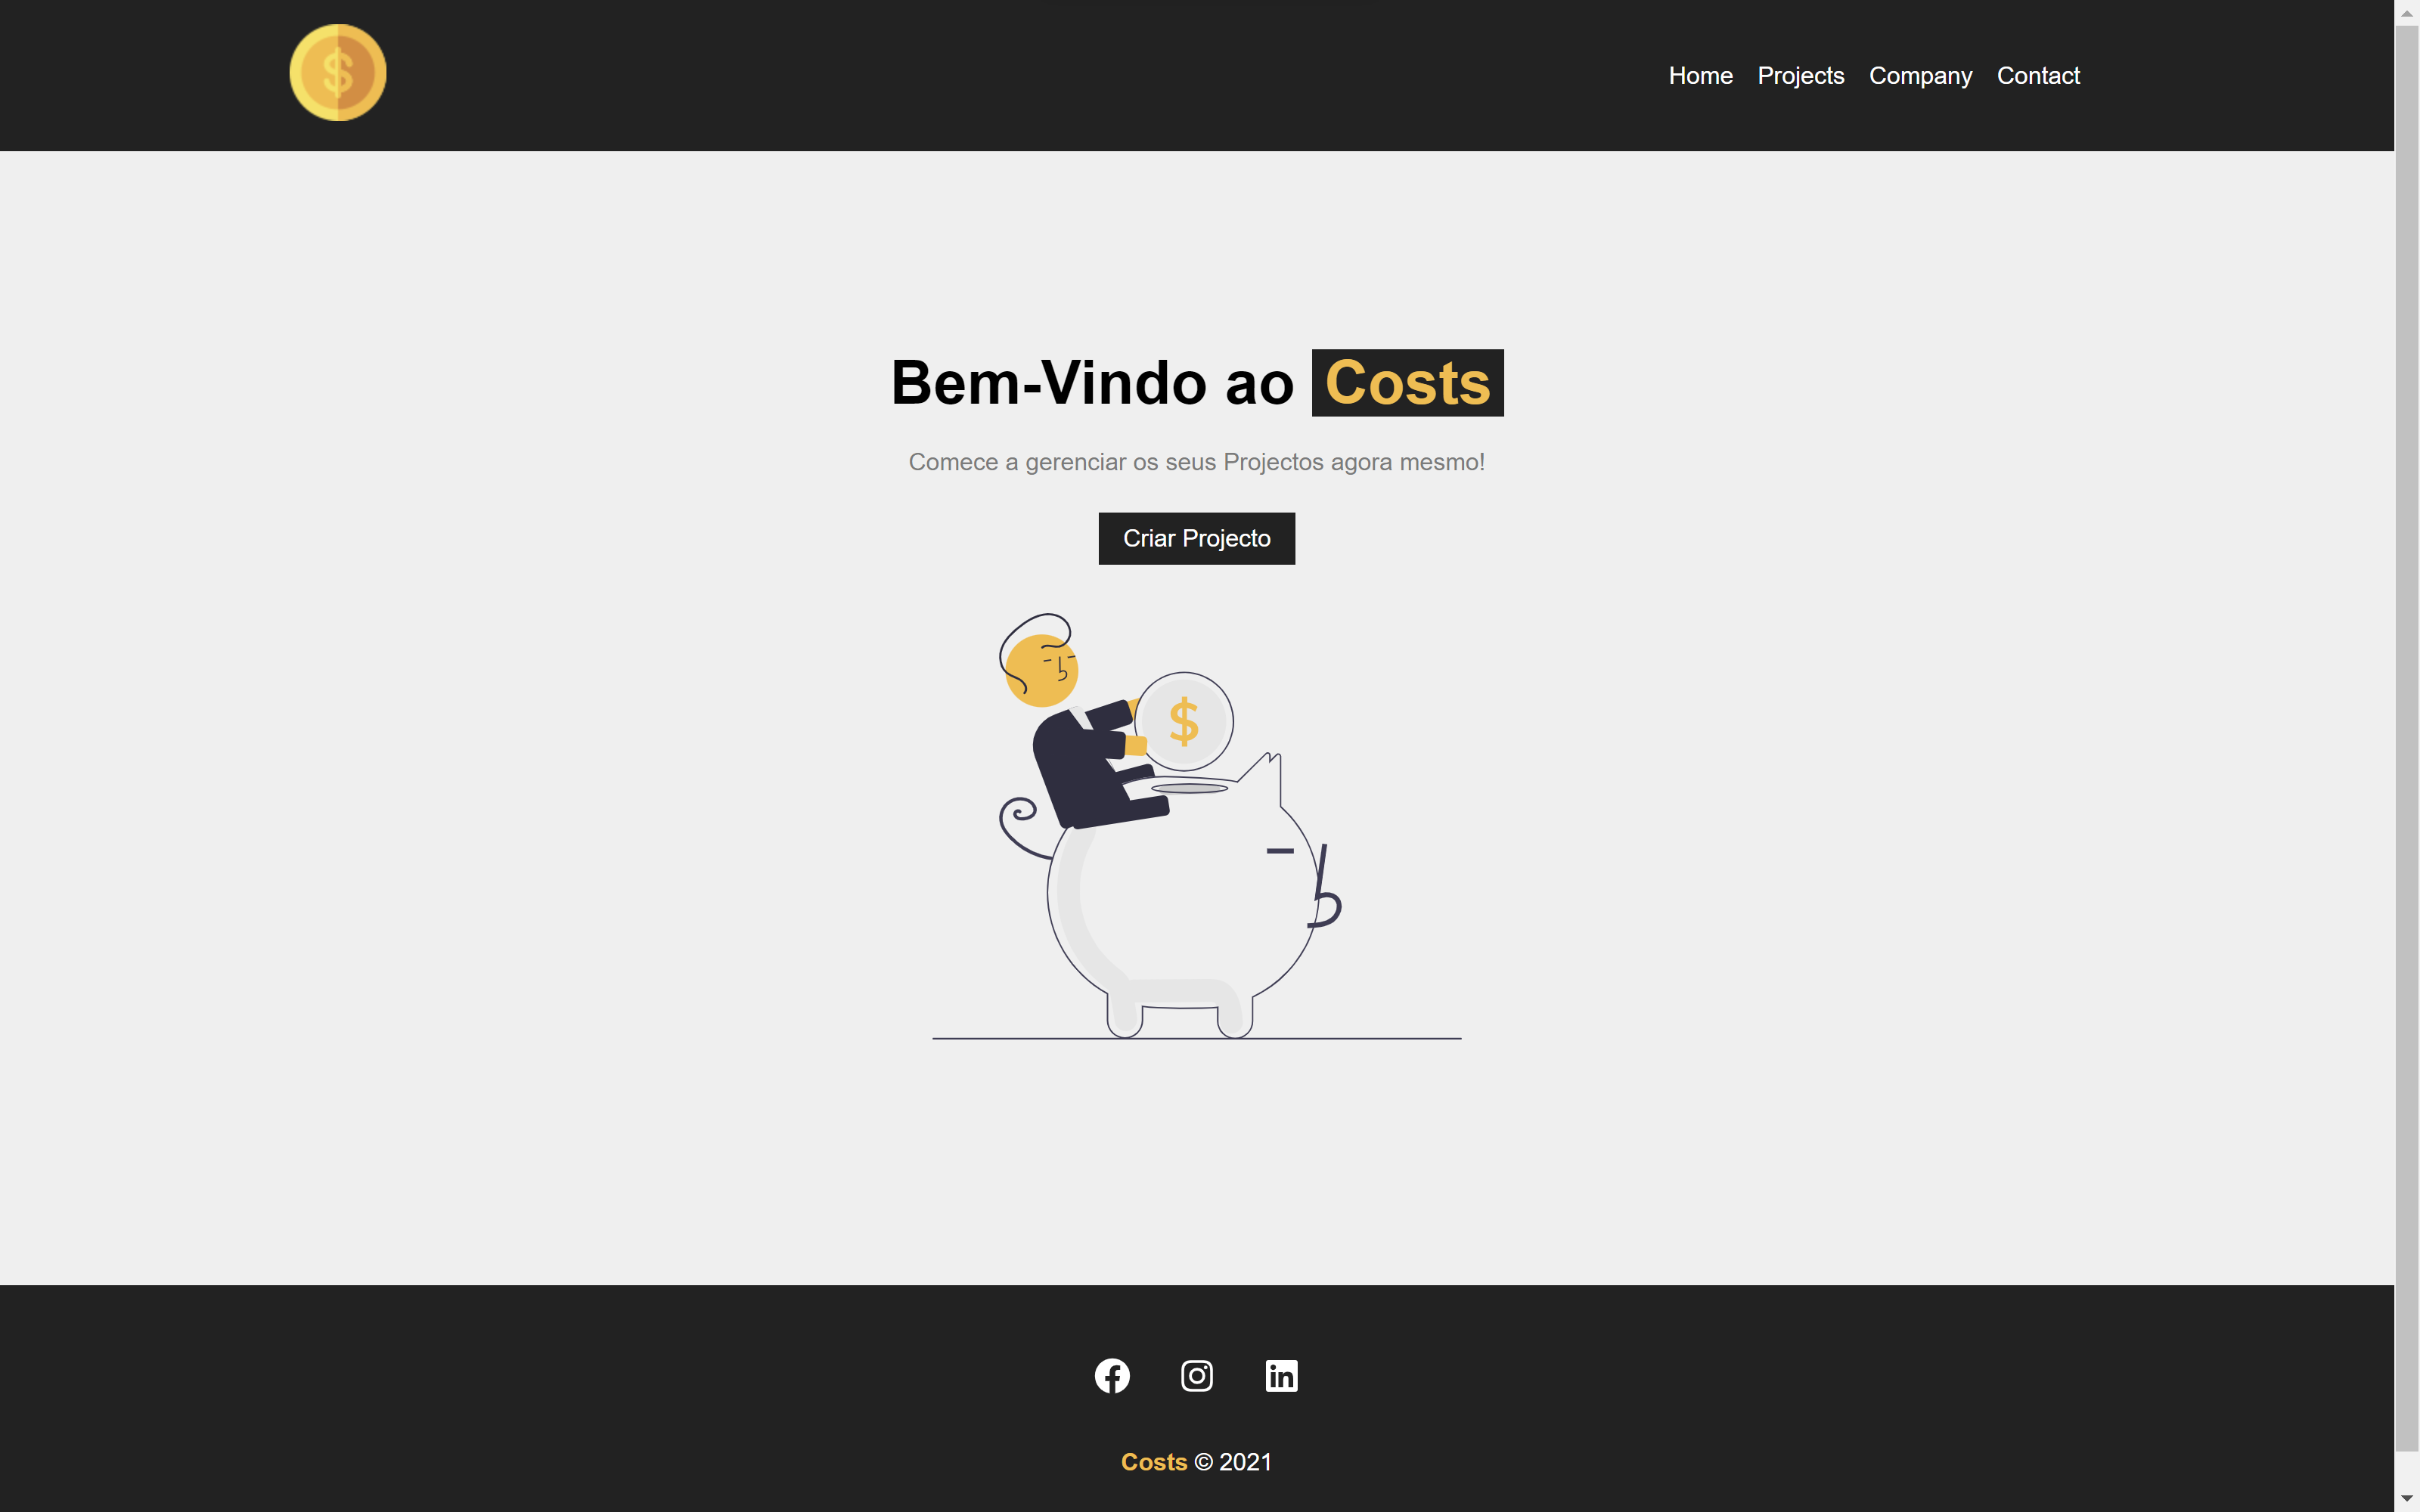 $
Home Projects Company Contact
Bem-Vindo ao Costs
Comece a gerenciar os seus Projectos agora mesmo!
Criar Projecto
$
Costs © 2021